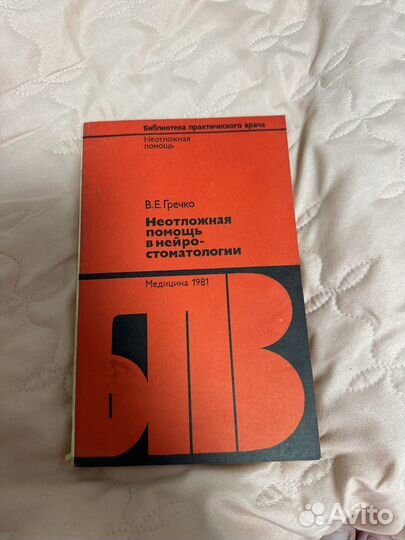 Библиотека практического врача
Неотложная
помощь
В.Е.Гречко
Неотложная
помощь
в нейро-
стоматологии
Медицина 1981
БПВ
Avito